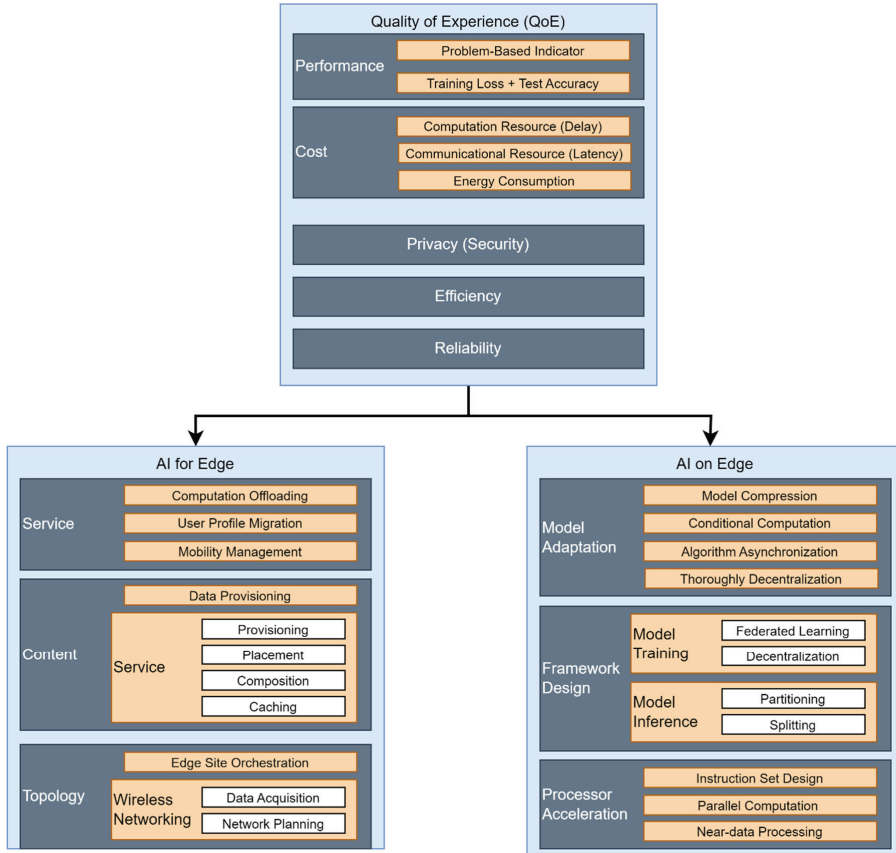 Quality of Experience (QoE)
Performance
Problem-Based Indicator
Training Loss + Test Accuracy
Cost
Computation Resource (Delay)
Communicational Resource (Latency)
Energy Consumption
Privacy (Security)
Efficiency
Reliability
AI for Edge
Service
Computation Offloading
User Profile Migration
Mobility Management
Content
Data Provisioning
Service
Provisioning
Placement
Composition
Caching
Topology
Edge Site Orchestration
Wireless
Networking
Data Acquisition
Network Planning
AI on Edge
Model
Adaptation
Model Compression
Conditional Computation
Algorithm Asynchronization
Thoroughly Decentralization
Framework
Design
Model
Training
Federated Learning
Decentralization
Model
Inference
Partitioning
Splitting
Processor
Acceleration
Instruction Set Design
Parallel Computation
Near-data Processing